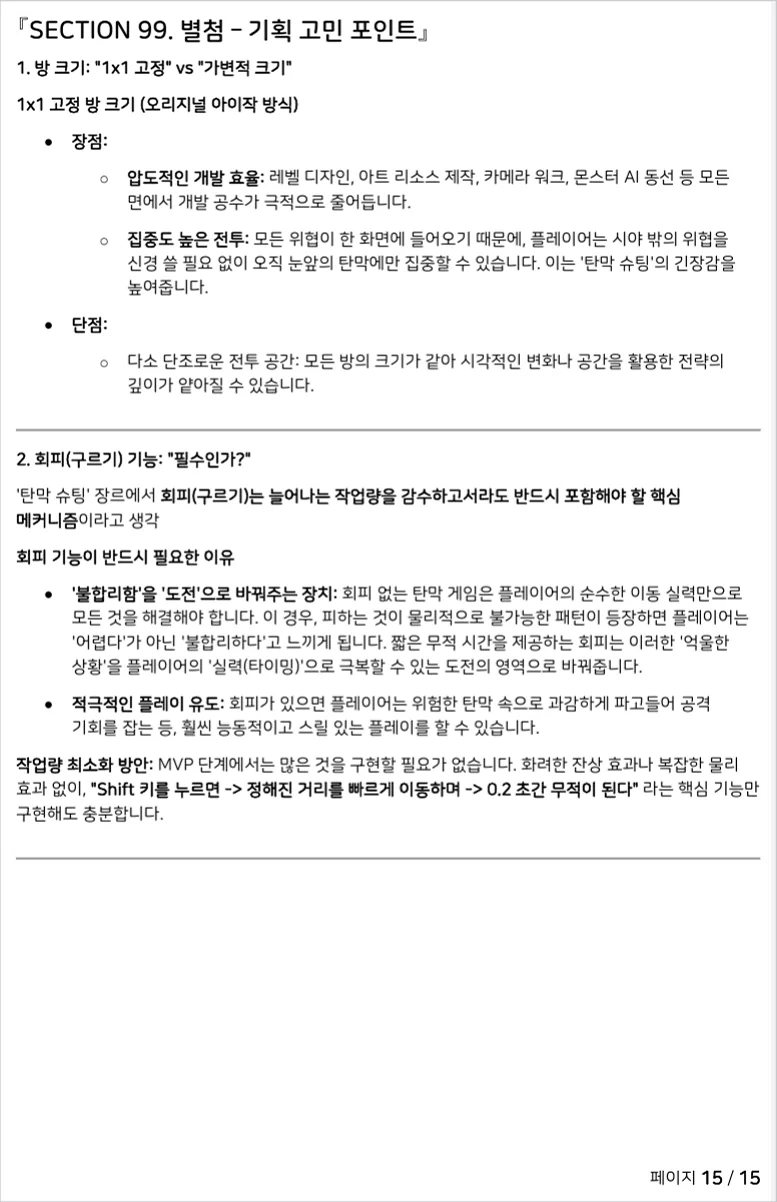 『SECTION 99. 별첨 – 기획 고민 포인트』
1. 방 크기: "1x1 고정" vs "가변적 크기"
1x1 고정 방 크기 (오리지널 아이작 방식)
● 장점:
○ 압도적인 개발 효율: 레벨 디자인, 아트 리소스 제작, 카메라 워크, 몬스터 AI 동선 등 모든
면에서 개발 공수가 극적으로 줄어듭니다.
○ 집중도 높은 전투: 모든 위협이 한 화면에 들어오기 때문에, 플레이어는 시야 밖의 위협을
신경 쓸 필요 없이 오직 눈앞의 탄막에만 집중할 수 있습니다. 이는 '탄막 슈팅'의 긴장감을
높여줍니다.
● 단점:
○ 다소 단조로운 전투 공간: 모든 방의 크기가 같아 시각적인 변화나 공간을 활용한 전략의
깊이가 얕아질 수 있습니다.
2. 회피(구르기) 기능: "필수인가?"
'탄막 슈팅' 장르에서 회피(구르기)는 늘어나는 작업량을 감수하고서라도 반드시 포함해야 할 핵심
메커니즘이라고 생각
회피 기능이 반드시 필요한 이유
● '불합리함'을 '도전'으로 바꿔주는 장치: 회피 없는 탄막 게임은 플레이어의 순수한 이동 실력만으로
모든 것을 해결해야 합니다. 이 경우, 피하는 것이 물리적으로 불가능한 패턴이 등장하면 플레이어는
'어렵다'가 아닌 '불합리하다'고 느끼게 됩니다. 짧은 무적 시간을 제공하는 회피는 이러한 '억울한
상황'을 플레이어의 '실력(타이밍)'으로 극복할 수 있는 도전의 영역으로 바꿔줍니다.
● 적극적인 플레이 유도: 회피가 있으면 플레이어는 위험한 탄막 속으로 과감하게 파고들어 공격
기회를 잡는 등, 훨씬 능동적이고 스릴 있는 플레이를 할 수 있습니다.
작업량 최소화 방안: MVP 단계에서는 많은 것을 구현할 필요가 없습니다. 화려한 잔상 효과나 복잡한 물리
효과 없이, "Shift 키를 누르면 -> 정해진 거리를 빠르게 이동하며 -> 0.2 초간 무적이 된다" 라는 핵심 기능만
구현해도 충분합니다.
페이지 15 / 15